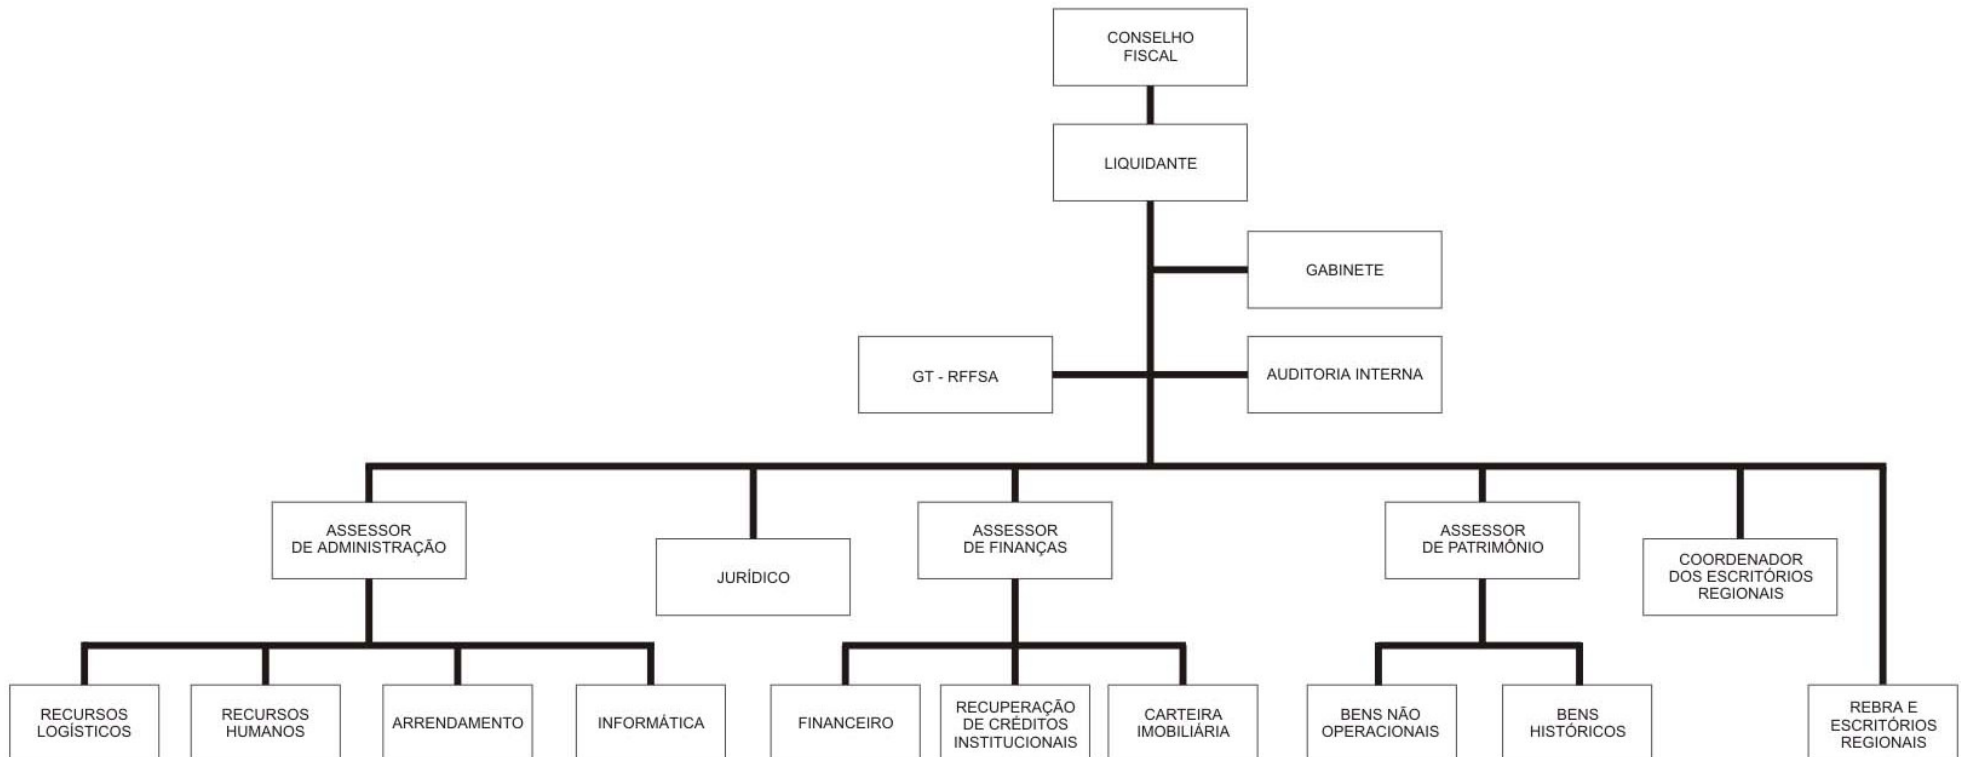 CONSELHO
FISCAL
LIQUIDANTE
GABINETE
GT - RFFSA
AUDITORIA INTERNA
ASSESSOR
DE ADMINISTRAÇÃO
JURÍDICO
ASSESSOR
DE FINANÇAS
ASSESSOR
DE PATRIMÔNIO
COORDENADOR
DOS ESCRITÓRIOS
REGIONAIS
RECURSOS
LOGÍSTICOS
RECURSOS
HUMANOS
ARRENDAMENTO
INFORMÁTICA
FINANCEIRO
RECUPERAÇÃO
DE CRÉDITOS
INSTITUCIONAIS
CARTEIRA
IMOBILIÁRIA
BENS NÃO
OPERACIONAIS
BENS
HISTÓRICOS
REBRA E
ESCRITÓRIOS
REGIONAIS